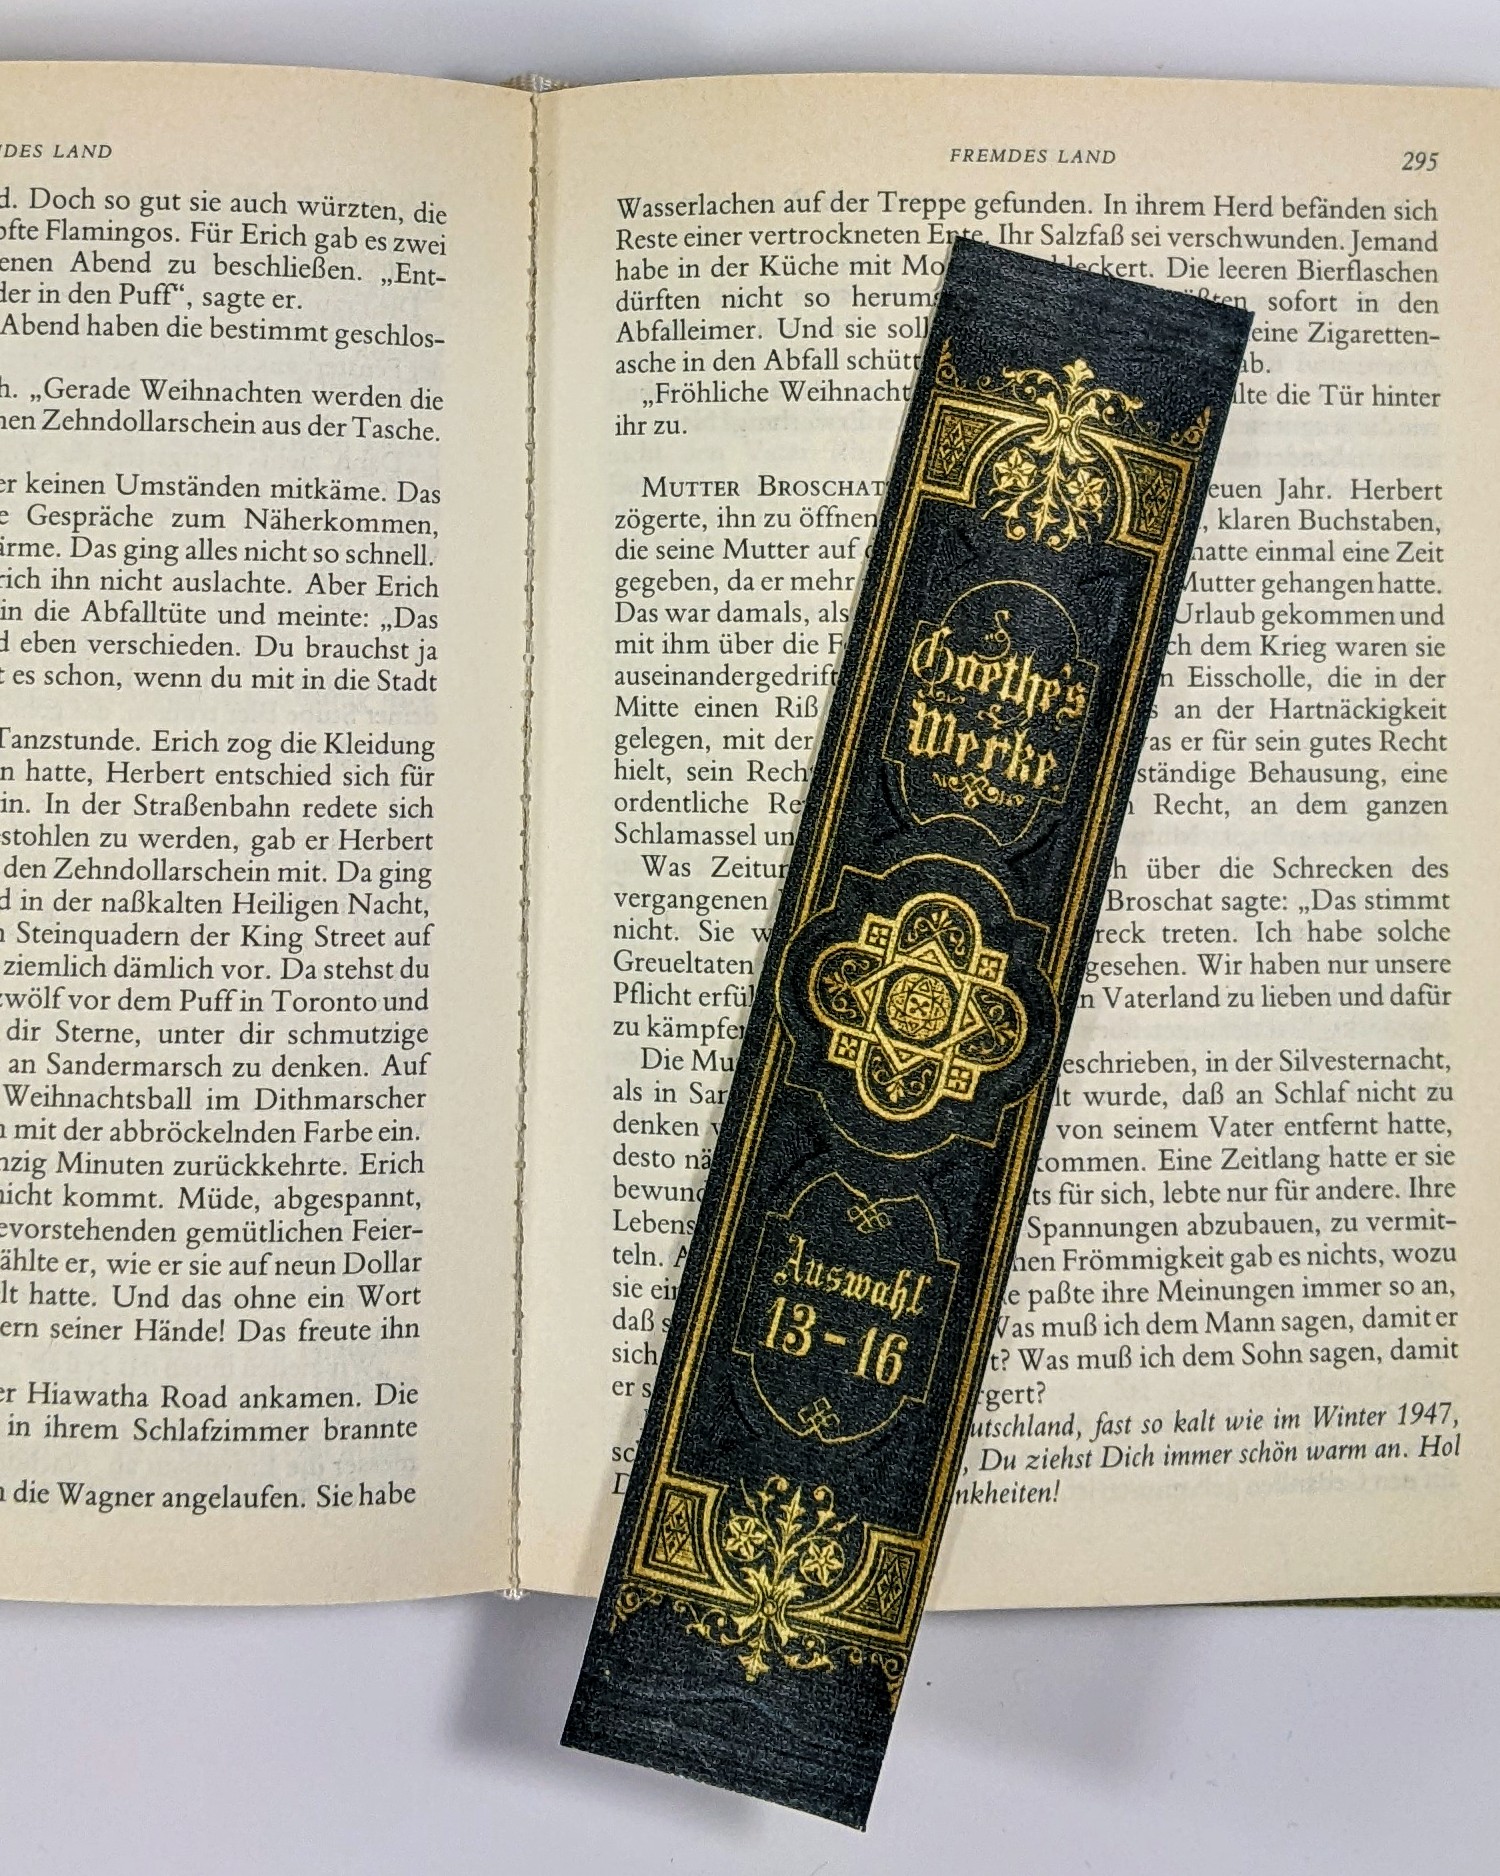 DES LAND
d. Doch so gut sie auch würzten, die
Flamingos. Für Erich gab es zwei
enen Abend zu beschließen. „Ent-
der in den Puff“, sagte er.
Abend haben die bestimmt geschlos-
h. „Gerade Weihnachten werden die
nen Zehndollarschein aus der Tasche.
er keinen Umständen mitkäme. Das
e Gespräche zum Näherkommen,
ärme. Das ging alles nicht so schnell.
rich ihn nicht auslachte. Aber Erich
in die Abfalltüte und meinte: „Das
d eben verschieden. Du brauchst ja
t es schon, wenn du mit in die Stadt
Tanzstunde. Erich zog die Kleidung
n hatte, Herbert entschied sich für
in. In der Straßenbahn redete sich
stohlen zu werden, gab er Herbert
den Zehndollarschein mit. Da ging
d in der naßkalten Heiligen Nacht,
n Steinquadern der King Street auf
ziemlich dämlich vor. Da stehst du
zwölf vor dem Puff in Toronto und
dir Sterne, unter dir schmutzige
an Sandermarsch zu denken. Auf
Weihnachtsball im Dithmarscher
n mit der abbröckelnden Farbe ein.
nzig Minuten zurückkehrte. Erich
nicht kommt. Müde, abgespannt,
evorstehenden gemütlichen Feier-
ählte er, wie er sie auf neun Dollar
lt hatte. Und das ohne ein Wort
ern seiner Hände! Das freute ihn
er Hiawatha Road ankamen. Die
in ihrem Schlafzimmer brannte
n die Wagner angelaufen. Sie habe
FREMDES LAND 295
Wasserlachen auf der Treppe gefunden. In ihrem Herd befänden sich
Reste einer vertrockneten Ente. Ihr Salzfaß sei verschwunden. Jemand
habe in der Küche mit Mo leckert. Die leeren Bierflaschen
dürften nicht so herums ßten sofort in den
Abfalleimer. Und sie soll eine Zigaretten-
asche in den Abfall schütt ab.
„Fröhliche Weihnacht llte die Tür hinter
ihr zu.
MUTTER BROSCHAT euen Jahr. Herbert
zögerte, ihn zu öffnen , klaren Buchstaben,
die seine Mutter auf hatte einmal eine Zeit
gegeben, da er mehr Mutter gehangen hatte.
Das war damals, als Urlaub gekommen und
mit ihm über die F ch dem Krieg waren sie
auseinandergedrift n Eisscholle, die in der
Mitte einen Riß s an der Hartnäckigkeit
gelegen, mit der was er für sein gutes Recht
hielt, sein Rech ständige Behausung, eine
ordentliche Re n Recht, an dem ganzen
Schlamassel un
Was Zeitun h über die Schrecken des
vergangenen Broschat sagte: „Das stimmt
nicht. Sie w reck treten. Ich habe solche
Greueltaten gesehen. Wir haben nur unsere
Pflicht erfül n Vaterland zu lieben und dafür
zu kämpfen
Die Mu eschrieben, in der Silvesternacht,
als in San lt wurde, daß an Schlaf nicht zu
denken von seinem Vater entfernt hatte,
desto nä kommen. Eine Zeitlang hatte er sie
bewund ts für sich, lebte nur für andere. Ihre
Lebens Spannungen abzubauen, zu vermit-
teln. A hen Frömmigkeit gab es nichts, wozu
sie ein e paßte ihre Meinungen immer so an,
daß s Was muß ich dem Mann sagen, damit er
sich t? Was muß ich dem Sohn sagen, damit
er s rgert?
utschland, fast so kalt wie im Winter 1947,
sc , Du ziehst Dich immer schön warm an. Hol
D nkheiten!
Goethe's
Werke.
Auswahl
13-16